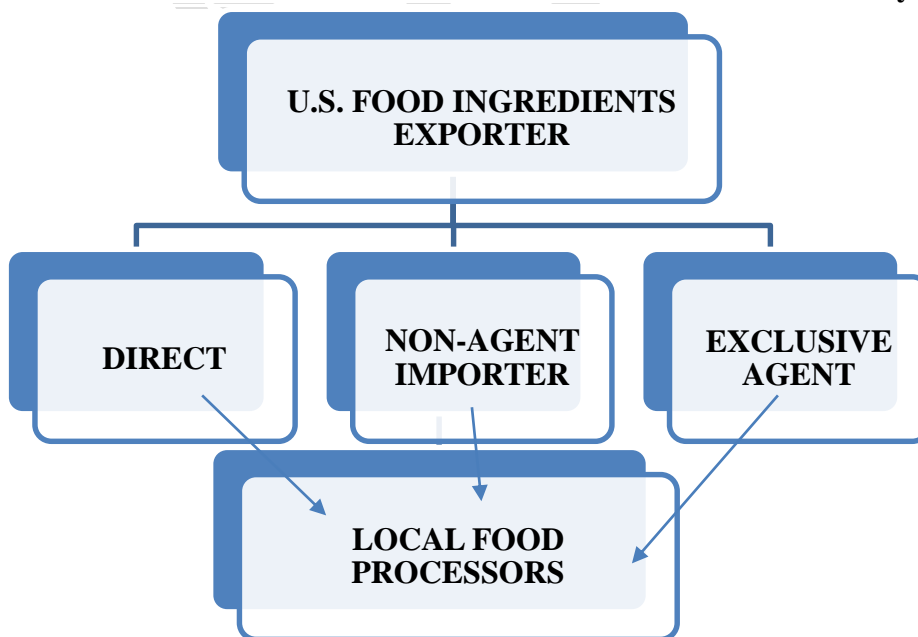 U.S. FOOD INGREDIENTS
EXPORTER
DIRECT
NON-AGENT
IMPORTER
EXCLUSIVE
AGENT
LOCAL FOOD
PROCESSORS